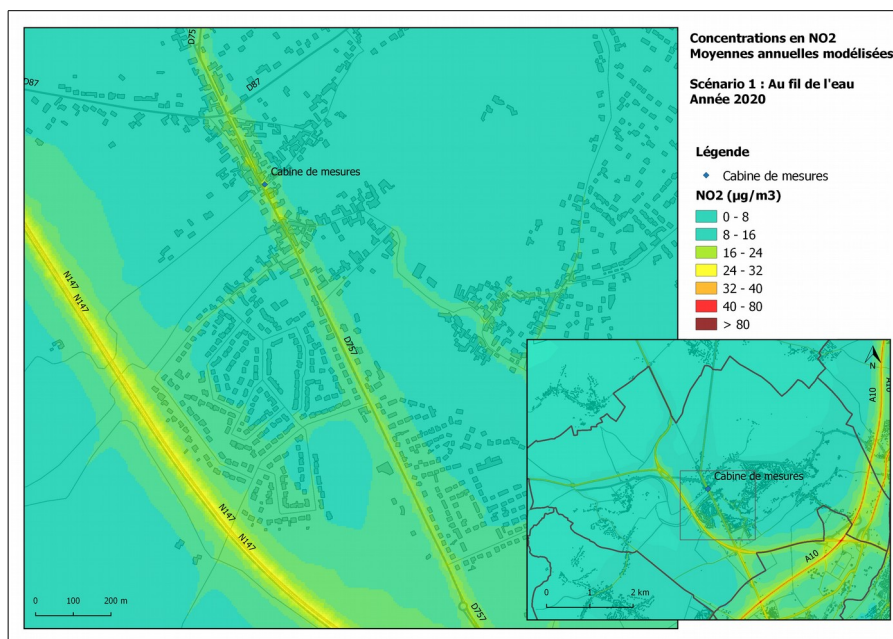 Concentrations en NO2
Moyennes annuelles modélisées
Scénario 1 : Au fil de l'eau
Année 2020
Légende
Cabine de mesures
NO2 (µg/m3)
0 - 8
8 - 16
16 - 24
24 - 32
32 - 40
40 - 80
> 80
D75
D87
D87
Cabine de mesures
N147
N147
D757
N147
N147
D757
0 100 200 m
N
A10
A10
Cabine de mesures
A10
0 1 2 km